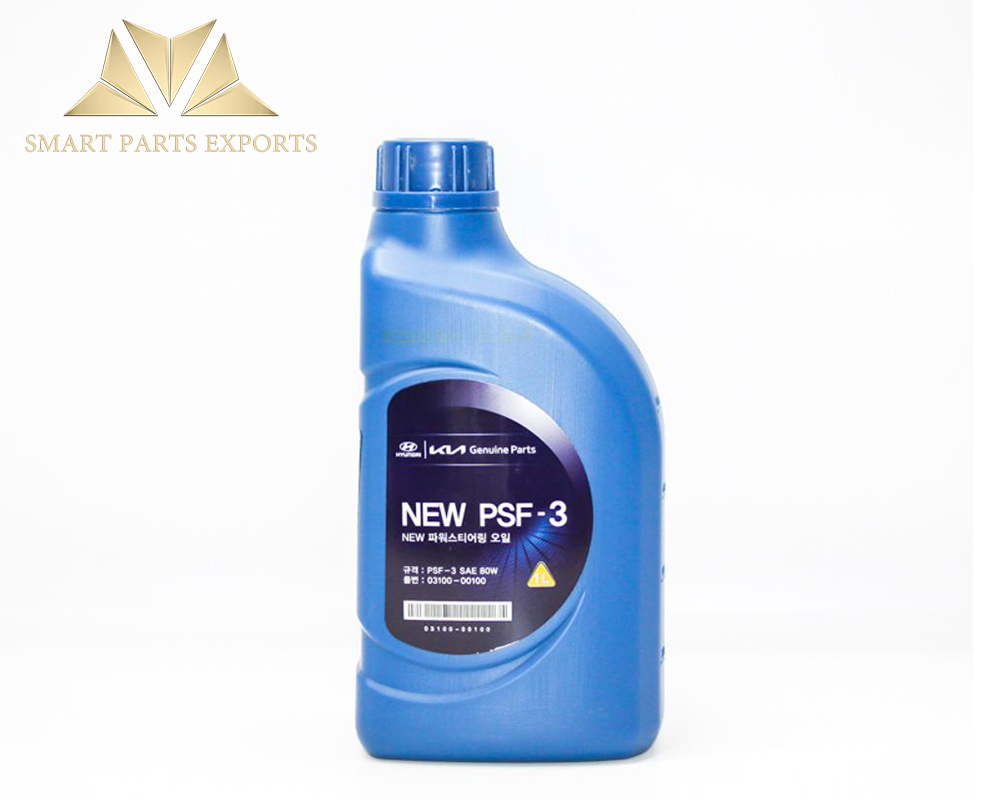 SMART PARTS EXPORTS
HYUNDAI KIA Genuine Parts
NEW PSF-3
NEW 파워스티어링 오일
규격 : PSF-3 SAE 80W
품번 : 03100-00100
1L
03100-00100